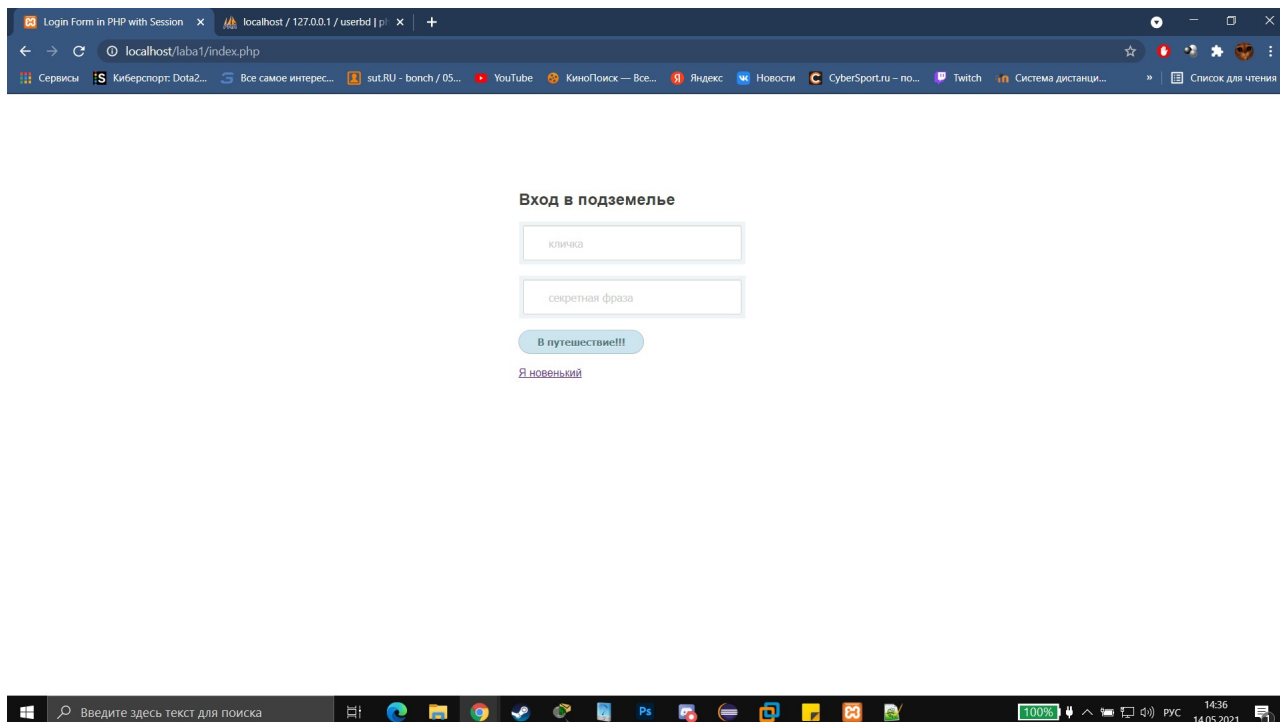 Login Form in PHP with Session
localhost / 127.0.0.1 / userbd | ph
localhost/laba1/index.php
Сервисы
Киберспорт: Dota2...
Все самое интерес...
sut.RU - bonch / 05...
YouTube
КиноПоиск — Все...
Яндекс
Новости
CyberSport.ru – по...
Twitch
Система дистанци...
»
Список для чтения
Вход в подземелье
кличка
секретная фраза
В путешествие!!!
Я новенький
Введите здесь текст для поиска
Ps
100%
РУС
14:36
14.05.2021